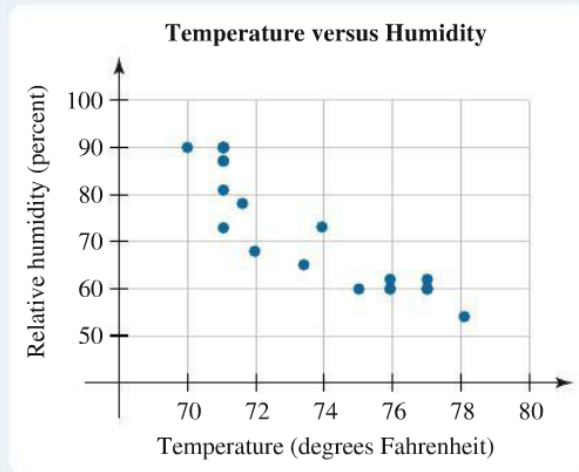 Temperature versus Humidity
Relative humidity (percent)
100
90
80
70
60
50
70 72 74 76 78 80
Temperature (degrees Fahrenheit)